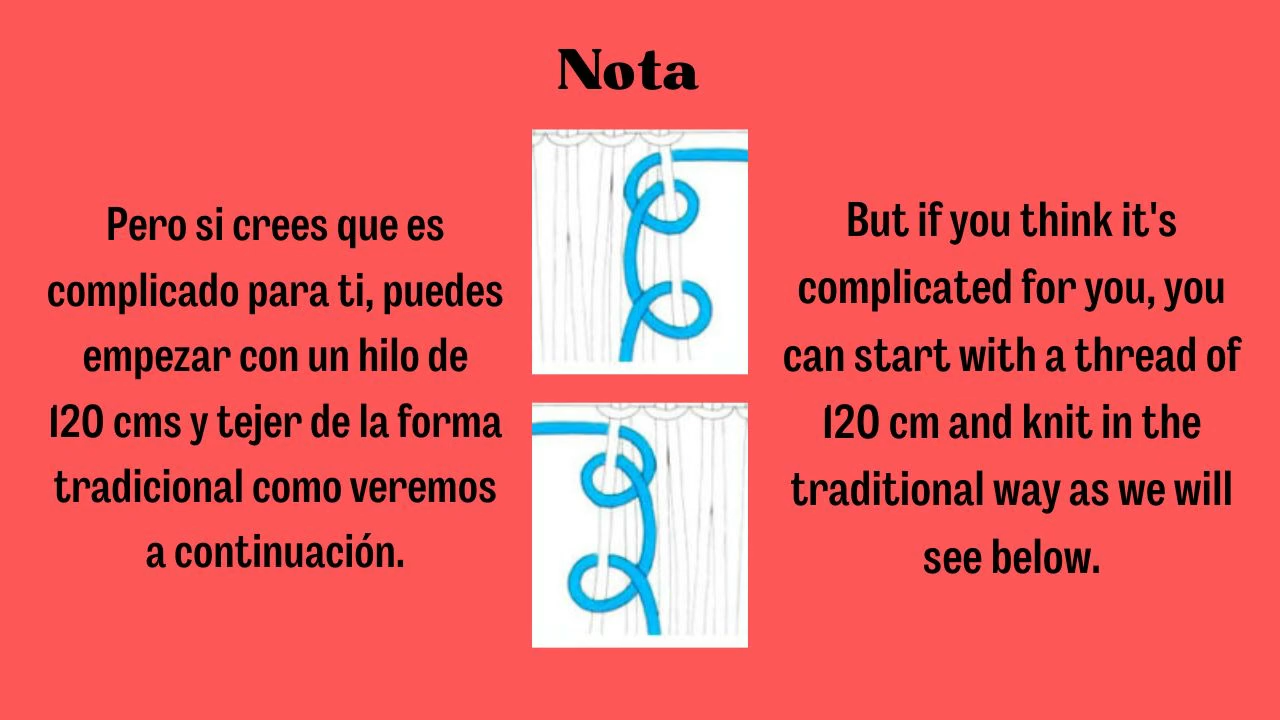 Nota
Pero si crees que es
complicado para ti, puedes
empezar con un hilo de
120 cms y tejer de la forma
tradicional como veremos
a continuación.
But if you think it's
complicated for you, you
can start with a thread of
120 cm and knit in the
traditional way as we will
see below.